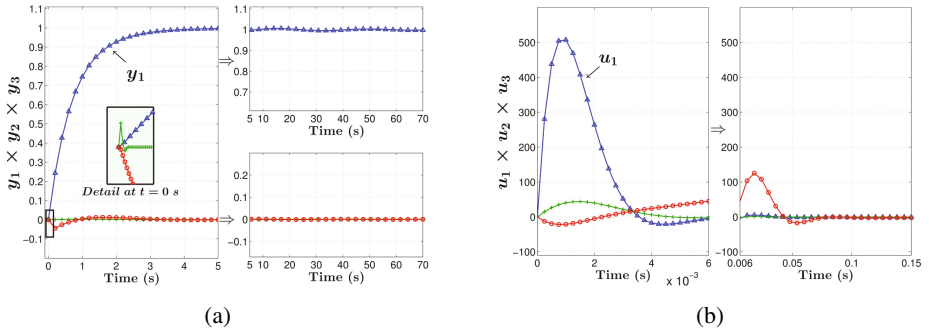 1.1
1
0.9
0.8
0.7
0.6
0.5
0.4
0.3
0.2
0.1
0
−0.1
y1 × y2 × y3
y1
Detail at t = 0 s
0 1 2 3 4 5
Time (s)
⇒
⇒
1.1
1
0.9
0.8
0.7
5 10 20 30 40 50 60 70
Time (s)
0.2
0.1
0
−0.1
5 10 20 30 40 50 60 70
Time (s)
(a)
500
400
300
200
100
0
−100
u1 × u2 × u3
u1
0 2 4 6
x 10⁻³
Time (s)
⇒
500
400
300
200
100
0
−100
0.006 0.05 0.1 0.15
Time (s)
(b)